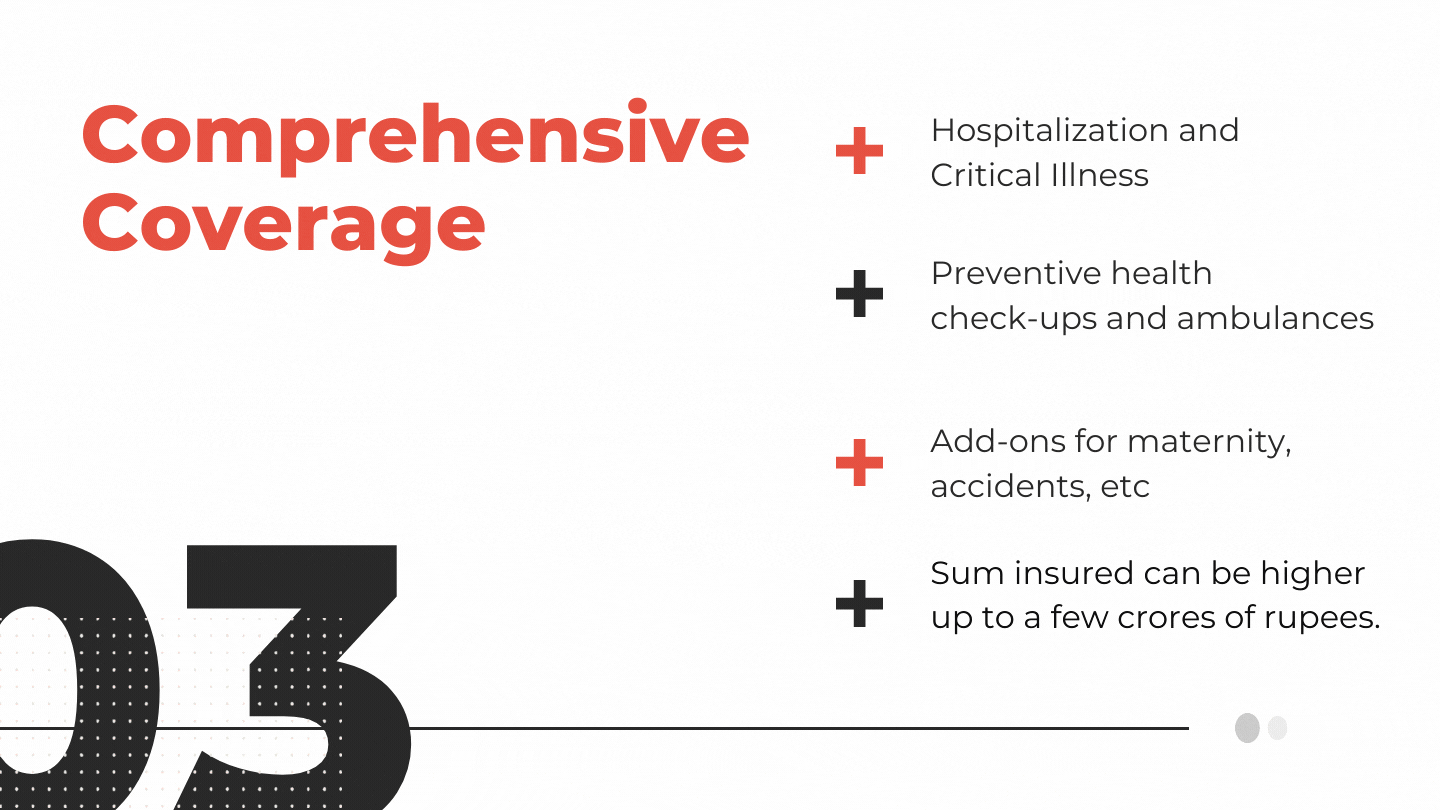 Comprehensive
Coverage
Hospitalization and
Critical Illness
Preventive health
check-ups and ambulances
Add-ons for maternity,
accidents, etc
Sum insured can be higher
up to a few crores of rupees.
03